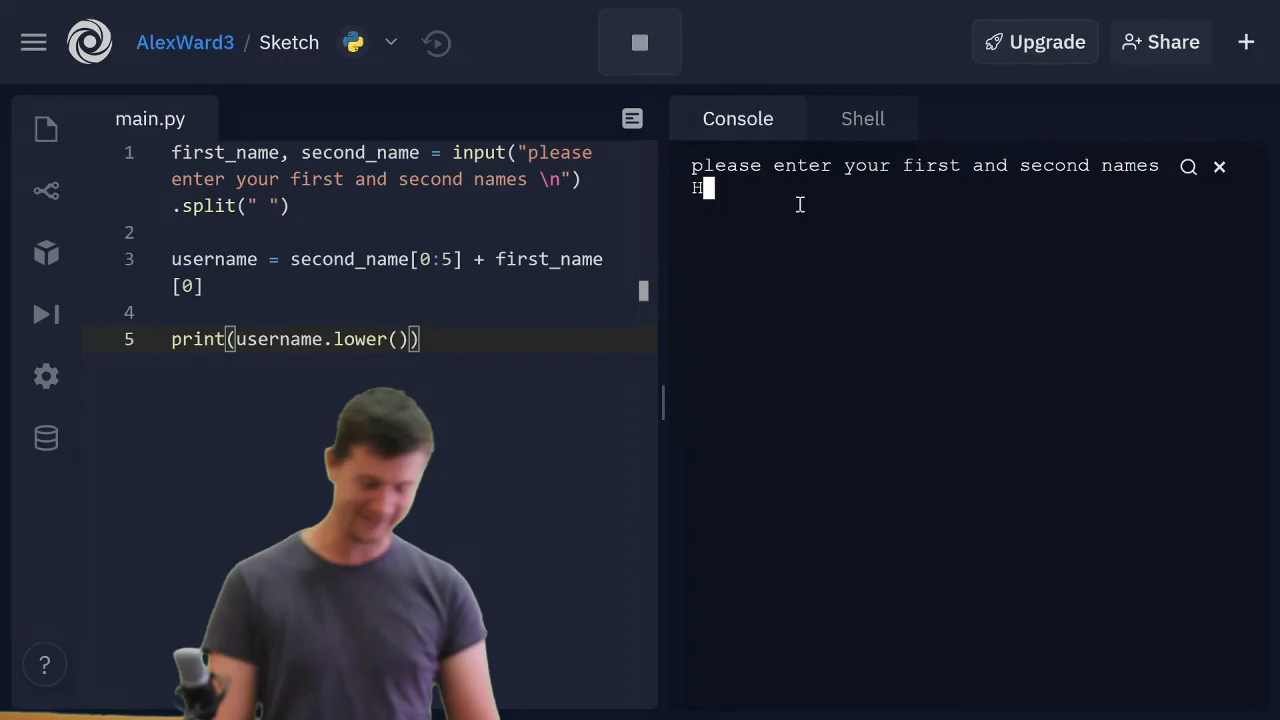 AlexWard3 / Sketch
Upgrade
Share
main.py
1 first_name, second_name = input("please
enter your first and second names \n")
.split(" ")
2
3 username = second_name[0:5] + first_name
[0]
4
5 print(username.lower())
?
Console
Shell
please enter your first and second names
H